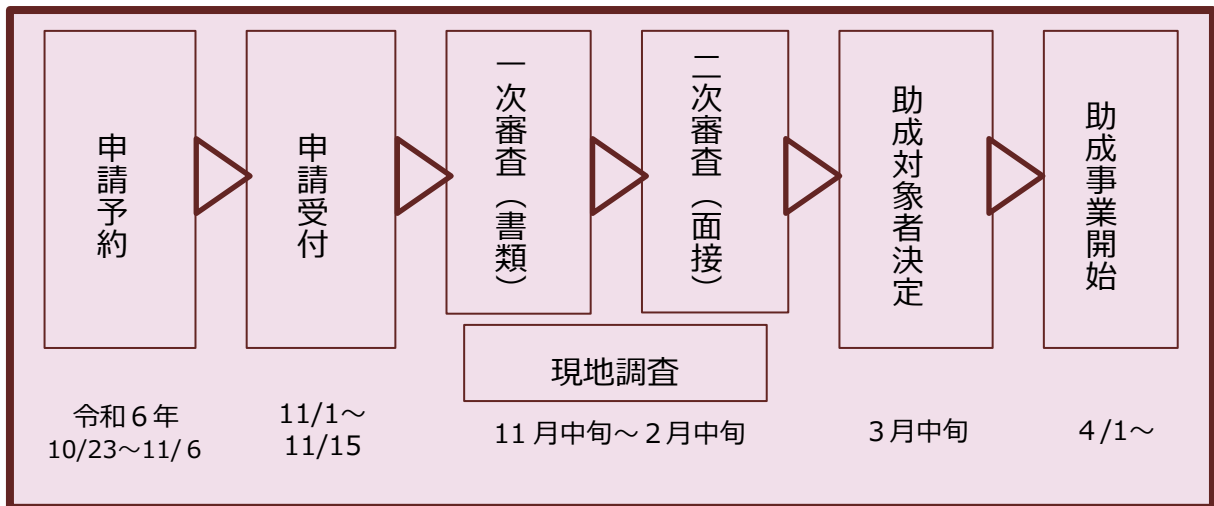 申請予約
申請受付
一次審査（書類）
二次審査（面接）
助成対象者決定
助成事業開始
現地調査
令和６年
10/23～11/６
11/1～
11/15
11月中旬～２月中旬
３月中旬
４/1～